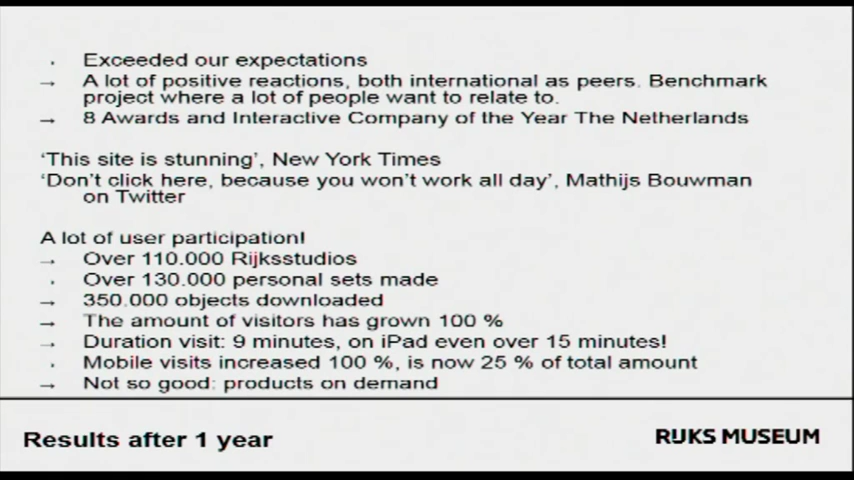 Exceeded our expectations
→ A lot of positive reactions, both international as peers. Benchmark
project where a lot of people want to relate to.
→ 8 Awards and Interactive Company of the Year The Netherlands
‘This site is stunning’, New York Times
‘Don’t click here, because you won’t work all day’, Mathijs Bouwman
on Twitter
A lot of user participation!
→ Over 110.000 Rijksstudios
Over 130.000 personal sets made
→ 350.000 objects downloaded
→ The amount of visitors has grown 100 %
→ Duration visit: 9 minutes, on iPad even over 15 minutes!
Mobile visits increased 100 %, is now 25 % of total amount
→ Not so good: products on demand
Results after 1 year
RIJKS MUSEUM